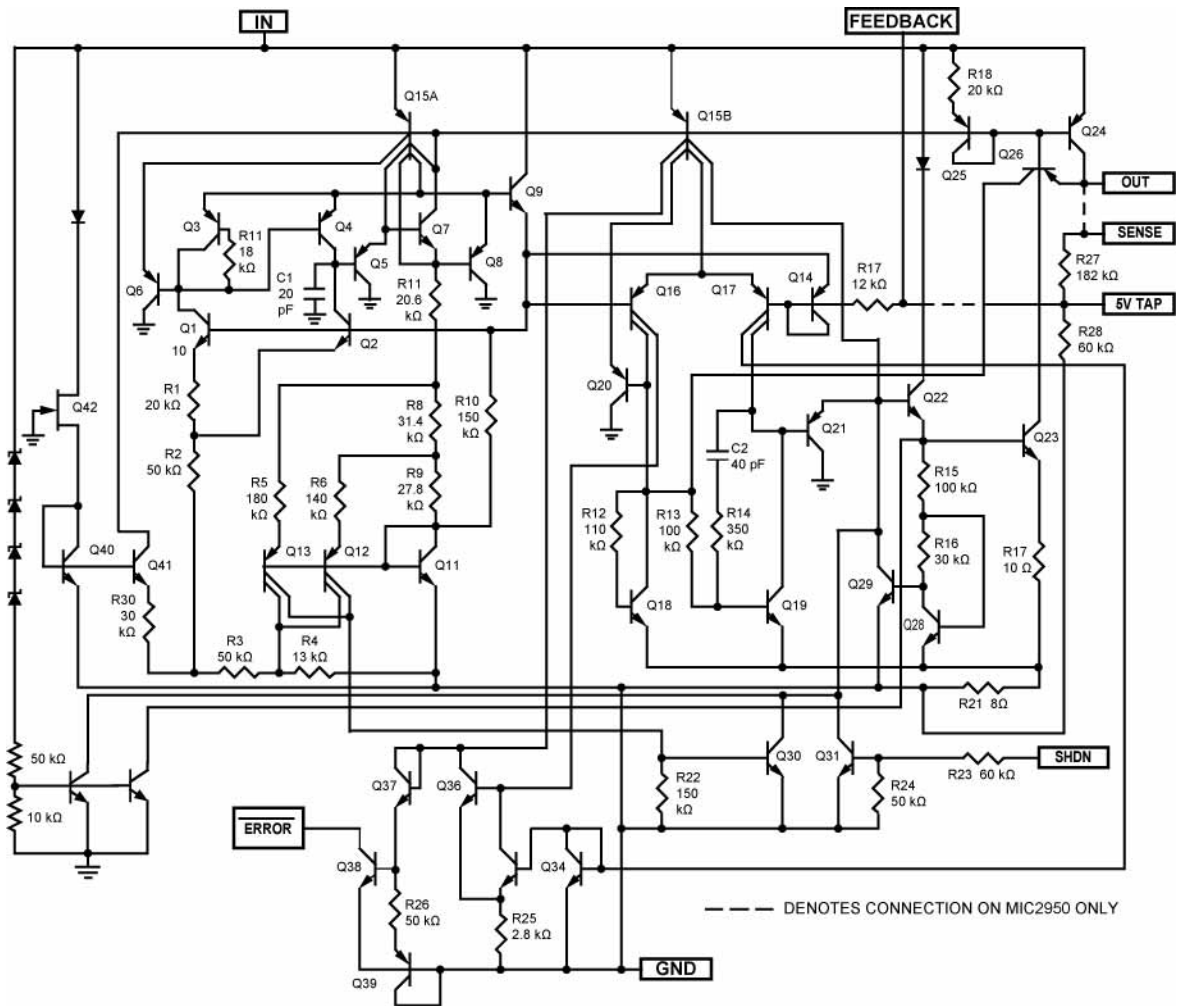 IN
FEEDBACK
R18
20 kΩ
Q15A
Q15B
Q24
Q26
Q25
Q9
OUT
Q3
Q4
Q7
R11
18
kΩ
Q5
Q8
SENSE
C1
20
pF
R11
20.6
kΩ
Q6
Q16
Q17
Q14
R17
12 kΩ
R27
182 kΩ
5V TAP
Q1
10
Q2
R28
60 kΩ
R1
20 kΩ
R8
31.4
kΩ
R10
150
kΩ
Q20
Q22
Q42
Q21
Q23
R2
50 kΩ
C2
40 pF
R9
27.8
kΩ
R5
180
kΩ
R6
140
kΩ
R15
100 kΩ
R12
110
kΩ
R13
100
kΩ
R14
350
kΩ
R16
30 kΩ
R17
10 Ω
Q40
Q41
Q13
Q12
Q11
Q29
R30
30
kΩ
Q18
Q19
Q28
R3
50 kΩ
R4
13 kΩ
R21 8Ω
50 kΩ
Q37
Q36
R22
150
kΩ
Q30
Q31
R24
50 kΩ
R23 60 kΩ
SHDN
10 kΩ
ERROR
Q38
Q34
R26
50 kΩ
R25
2.8 kΩ
DENOTES CONNECTION ON MIC2950 ONLY
Q39
GND